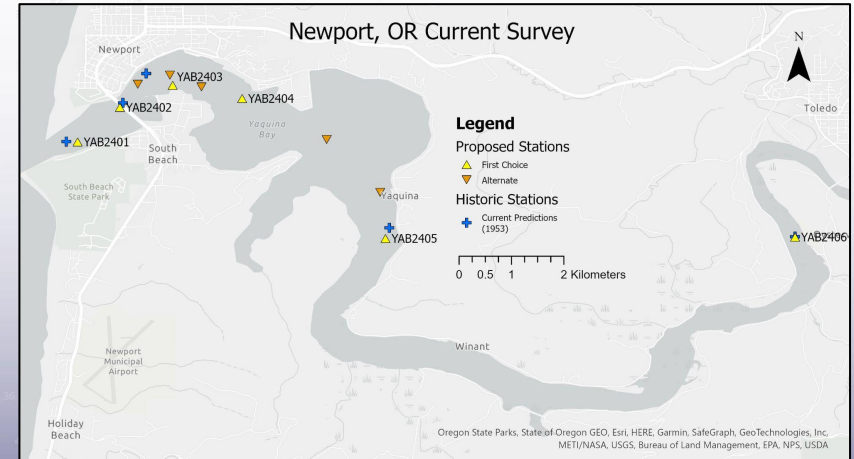 Newport, OR Current Survey
N
Newport
YAB2403
YAB2404
YAB2402
Toledo
Yaquina
Bay
YAB2401
South
Beach
Legend
Proposed Stations
First Choice
Alternate
Historic Stations
Current Predictions
(1953)
0 0.5 1 2 Kilometers
South Beach
State Park
Yaquina
YAB2405
YAB2406
Winant
Newport
Municipal
Airport
Holiday
Beach
Oregon State Parks, State of Oregon GEO, Esri, HERE, Garmin, SafeGraph, GeoTechnologies, Inc,
METI/NASA, USGS, Bureau of Land Management, EPA, NPS, USDA